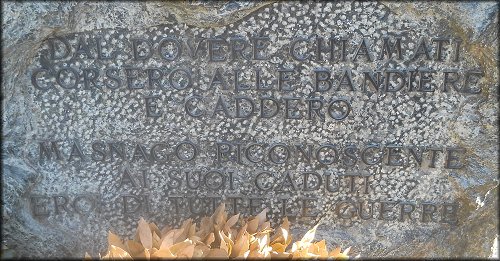 DAL DOVERE CHIAMATI
CORSERO ALLE BANDIERE
E CADDERO
MASNAGO RICONOSCENTE
AI SUOI CADUTI
EROI DI TUTTE LE GUERRE